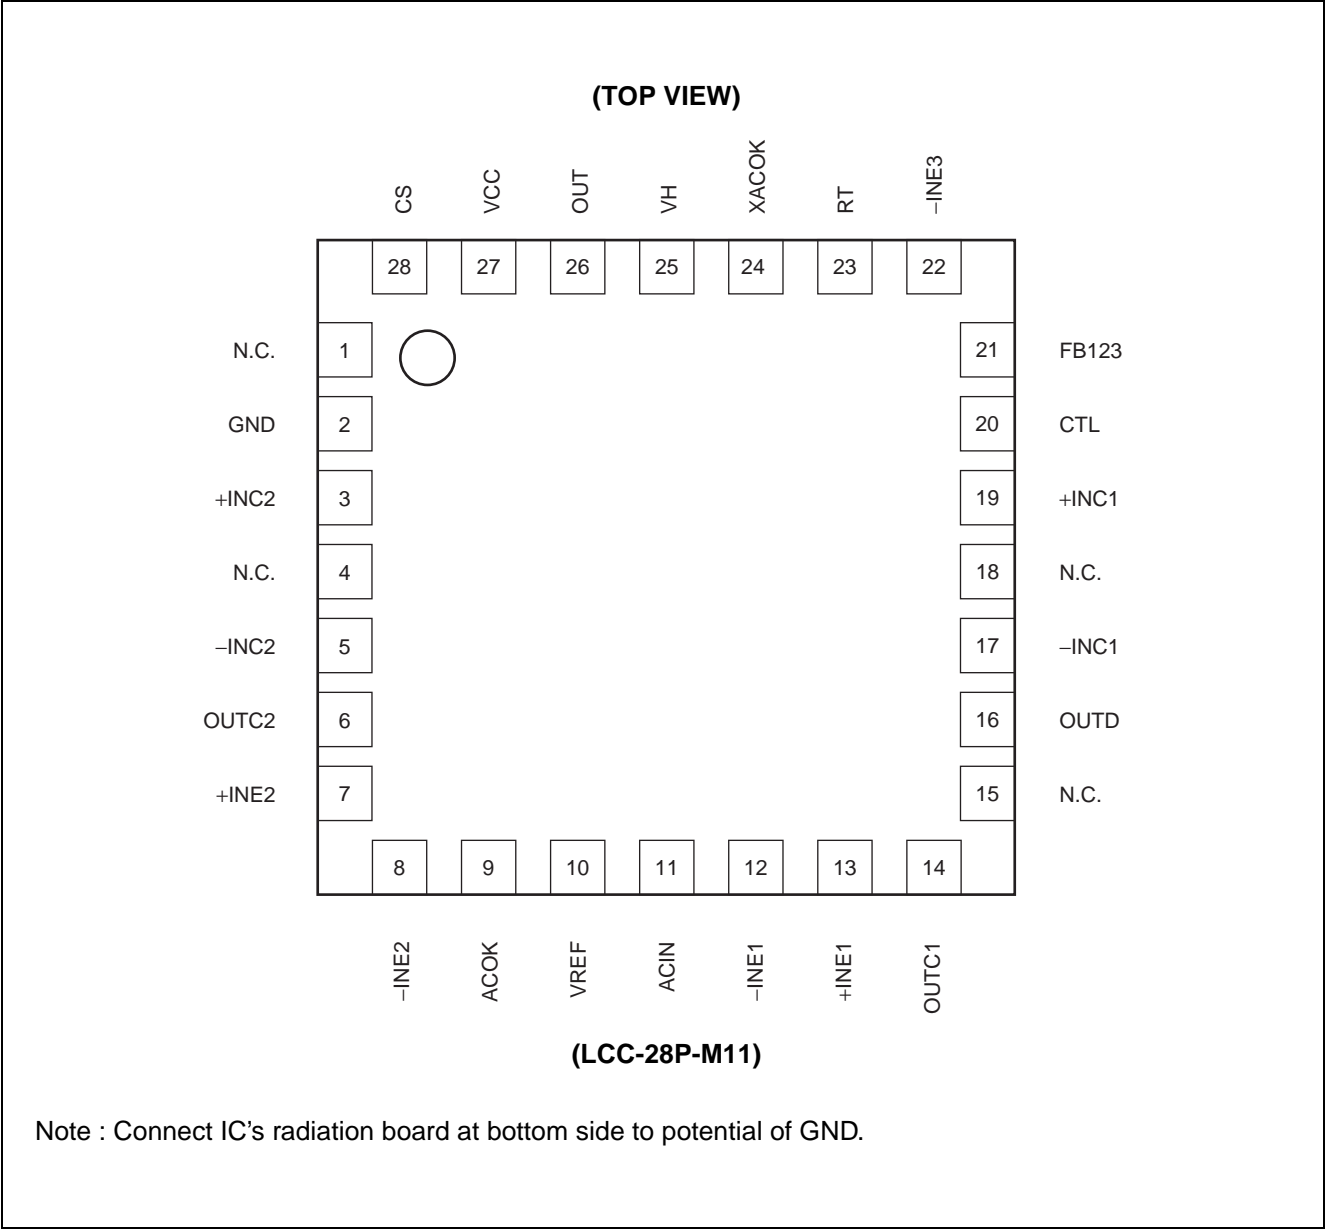 (TOP VIEW)
CS VCC OUT VH XACOK RT −INE3
28 27 26 25 24 23 22
N.C. 1 21 FB123
GND 2 20 CTL
+INC2 3 19 +INC1
N.C. 4 18 N.C.
−INC2 5 17 −INC1
OUTC2 6 16 OUTD
+INE2 7 15 N.C.
8 9 10 11 12 13 14
−INE2 ACOK VREF ACIN −INE1 +INE1 OUTC1
(LCC-28P-M11)
Note : Connect IC’s radiation board at bottom side to potential of GND.